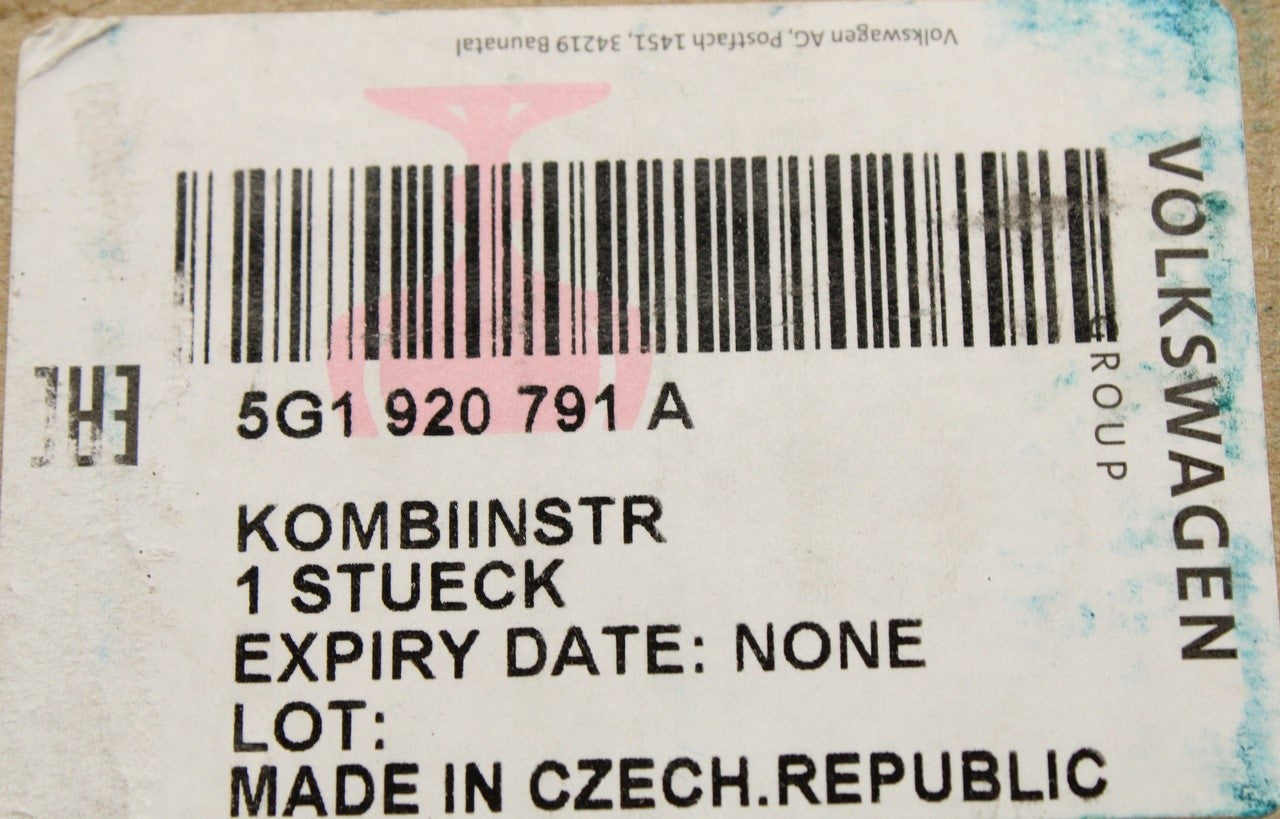 Volkswagen AG, Postfach 1451, 34219 Baunatal
VOLKSWAGEN
GROUP
5G1 920 791 A
KOMBIINSTR
1 STUECK
EXPIRY DATE: NONE
LOT:
MADE IN CZECH.REPUBLIC